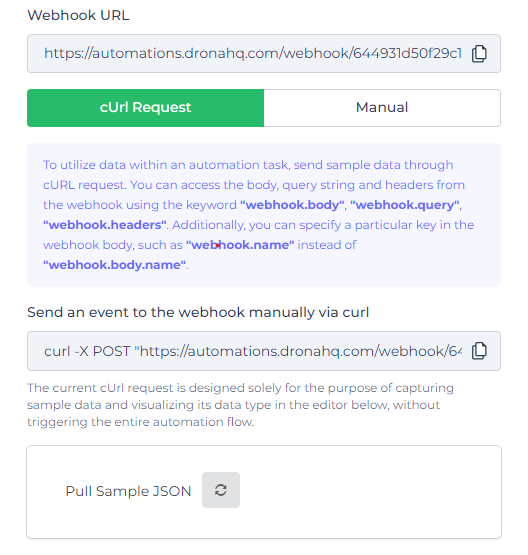 Webhook URL
https://automations.dronahq.com/webhook/644931d50f29c1
cUrl Request
Manual
To utilize data within an automation task, send sample data through
cURL request. You can access the body, query string and headers from
the webhook using the keyword "webhook.body", "webhook.query",
"webhook.headers". Additionally, you can specify a particular key in the
webhook body, such as "webhook.name" instead of
"webhook.body.name".
Send an event to the webhook manually via curl
curl -X POST "https://automations.dronahq.com/webhook/64
The current cUrl request is designed solely for the purpose of capturing
sample data and visualizing its data type in the editor below, without
triggering the entire automation flow.
Pull Sample JSON